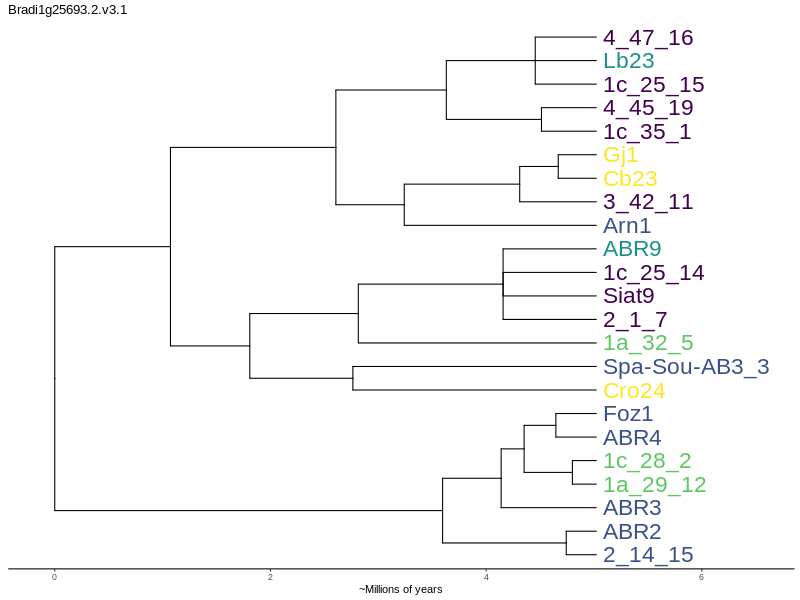 Bradi1g25693.2.v3.1
4_47_16
Lb23
1c_25_15
4_45_19
1c_35_1
Gj1
Cb23
3_42_11
Arn1
ABR9
1c_25_14
Siat9
2_1_7
1a_32_5
Spa-Sou-AB3_3
Cro24
Foz1
ABR4
1c_28_2
1a_29_12
ABR3
ABR2
2_14_15
0 2 4 6
~Millions of years